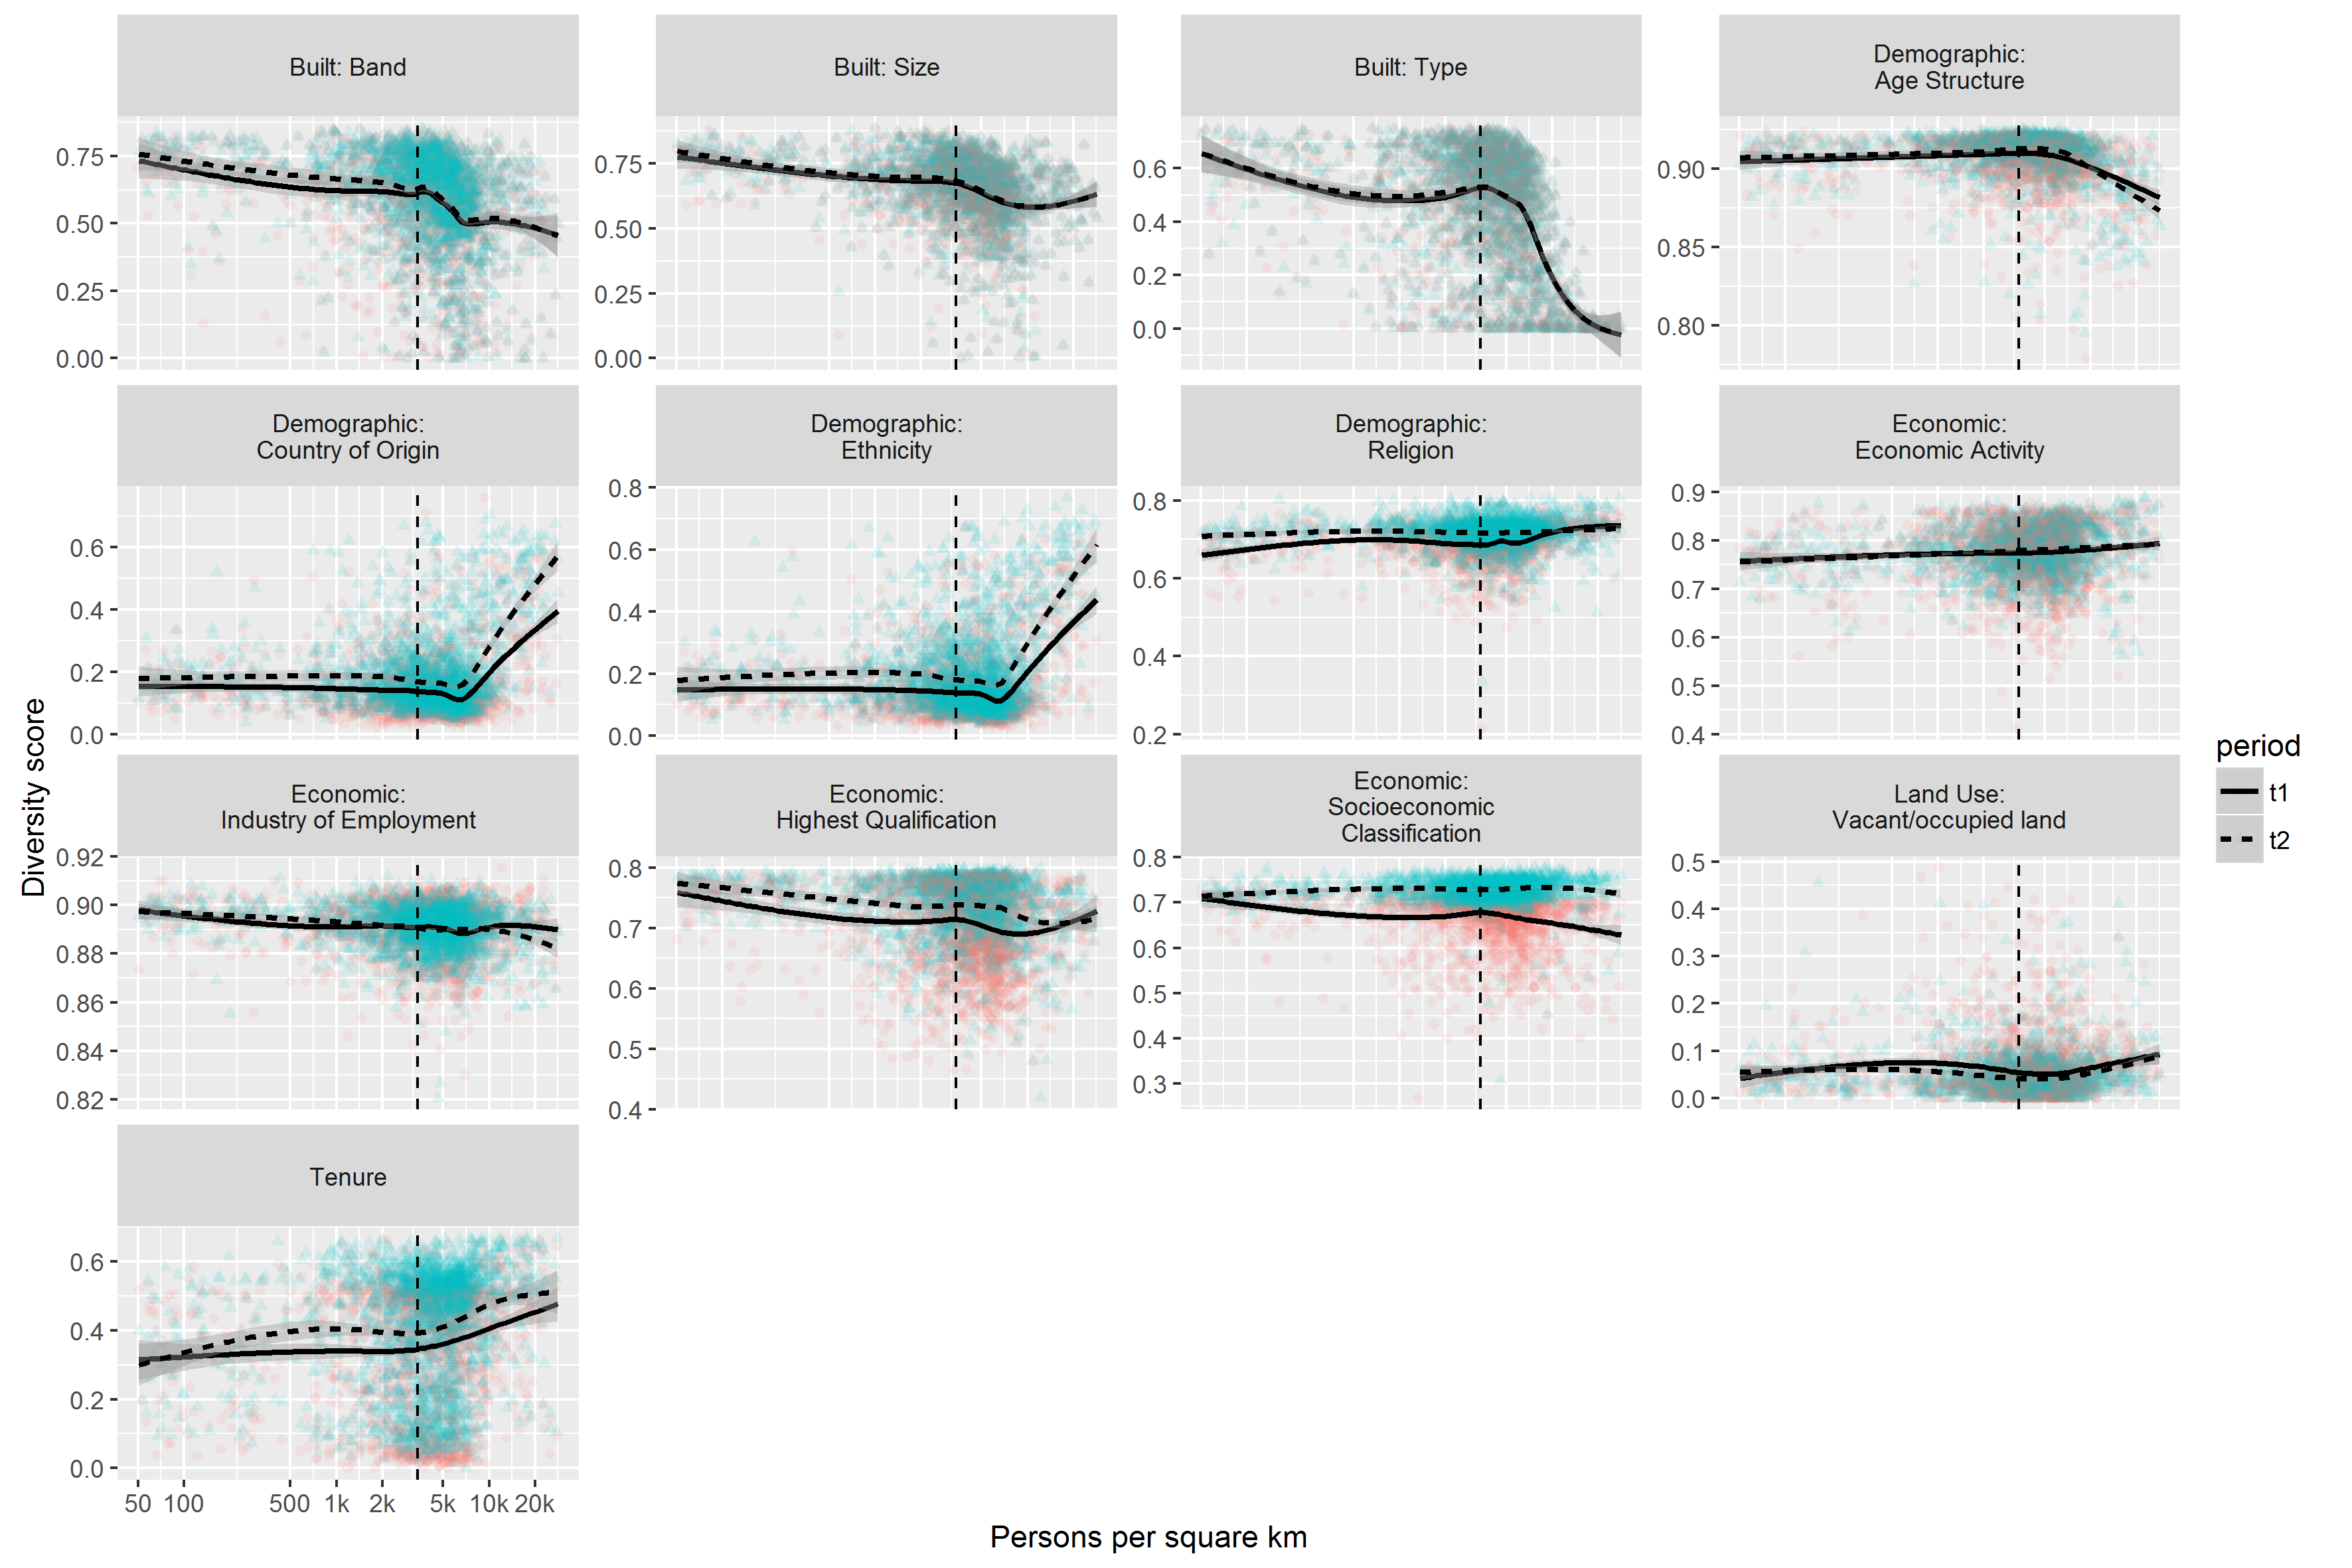 Built: Band
Built: Size
Built: Type
Demographic:
Age Structure
0.75
0.50
0.25
0.00
0.75
0.50
0.25
0.00
0.6
0.4
0.2
0.0
0.90
0.85
0.80
Demographic:
Country of Origin
Demographic:
Ethnicity
Demographic:
Religion
Economic:
Economic Activity
0.6
0.4
0.2
0.0
0.8
0.6
0.4
0.2
0.0
0.8
0.6
0.4
0.2
0.9
0.8
0.7
0.6
0.5
0.4
Diversity score
Economic:
Industry of Employment
Economic:
Highest Qualification
Economic:
Socioeconomic
Classification
Land Use:
Vacant/occupied land
0.92
0.90
0.88
0.86
0.84
0.82
0.8
0.7
0.6
0.5
0.4
0.8
0.7
0.6
0.5
0.4
0.3
0.5
0.4
0.3
0.2
0.1
0.0
period
t1
t2
Tenure
0.6
0.4
0.2
0.0
50 100 500 1k 2k 5k 10k 20k
Persons per square km